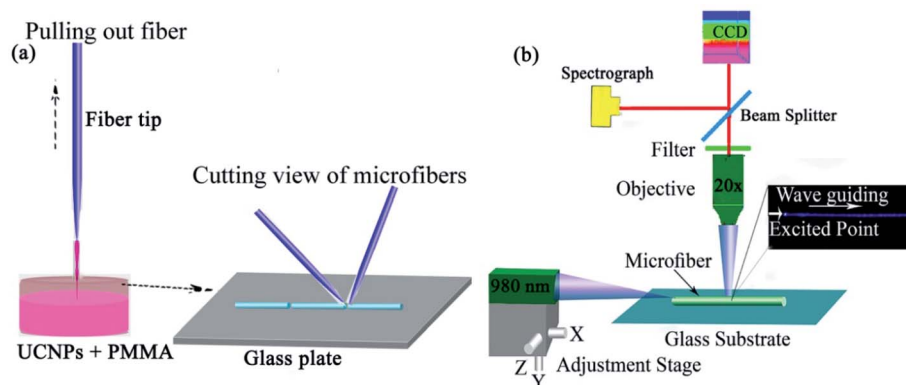 (a)
Pulling out fiber
Fiber tip
Cutting view of microfibers
UCNPs + PMMA
Glass plate
(b)
CCD
Spectrograph
Beam Splitter
Filter
Objective
20x
Wave guiding
Excited Point
Microfiber
980 nm
Glass Substrate
X
Z
Y
Adjustment Stage